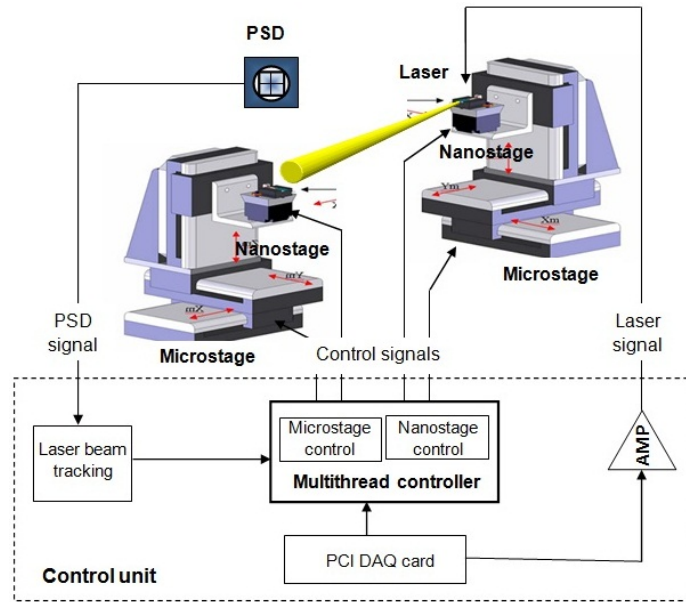 PSD
Laser
Nanostage
Ym
Xm
Microstage
Nanostage
mY
mX
Microstage
PSD
signal
Control signals
Laser
signal
Laser beam
tracking
Microstage
control
Nanostage
control
Multithread controller
AMP
PCI DAQ card
Control unit